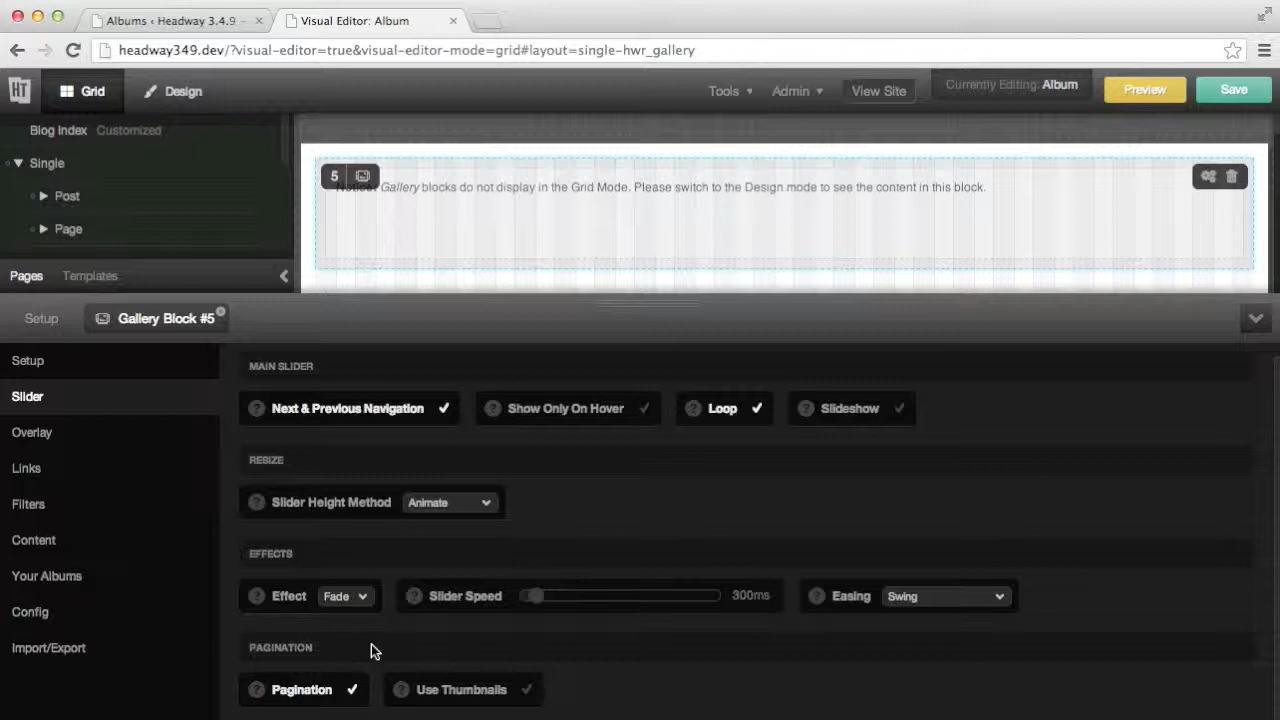 Albums ‹ Headway 3.4.9 –
Visual Editor: Album
headway349.dev/?visual-editor=true&visual-editor-mode=grid#layout=single-hwr_gallery
HT
Grid
Design
Tools
Admin
View Site
Currently Editing: Album
Preview
Save
Blog Index Customized
Single
Post
Page
Pages
Templates
5
Notice: Gallery blocks do not display in the Grid Mode. Please switch to the Design mode to see the content in this block.
Setup
Gallery Block #5
Setup
Slider
Overlay
Links
Filters
Content
Your Albums
Config
Import/Export
MAIN SLIDER
? Next & Previous Navigation
? Show Only On Hover
? Loop
? Slideshow
RESIZE
? Slider Height Method Animate
EFFECTS
? Effect Fade
? Slider Speed 300ms
? Easing Swing
PAGINATION
? Pagination
? Use Thumbnails